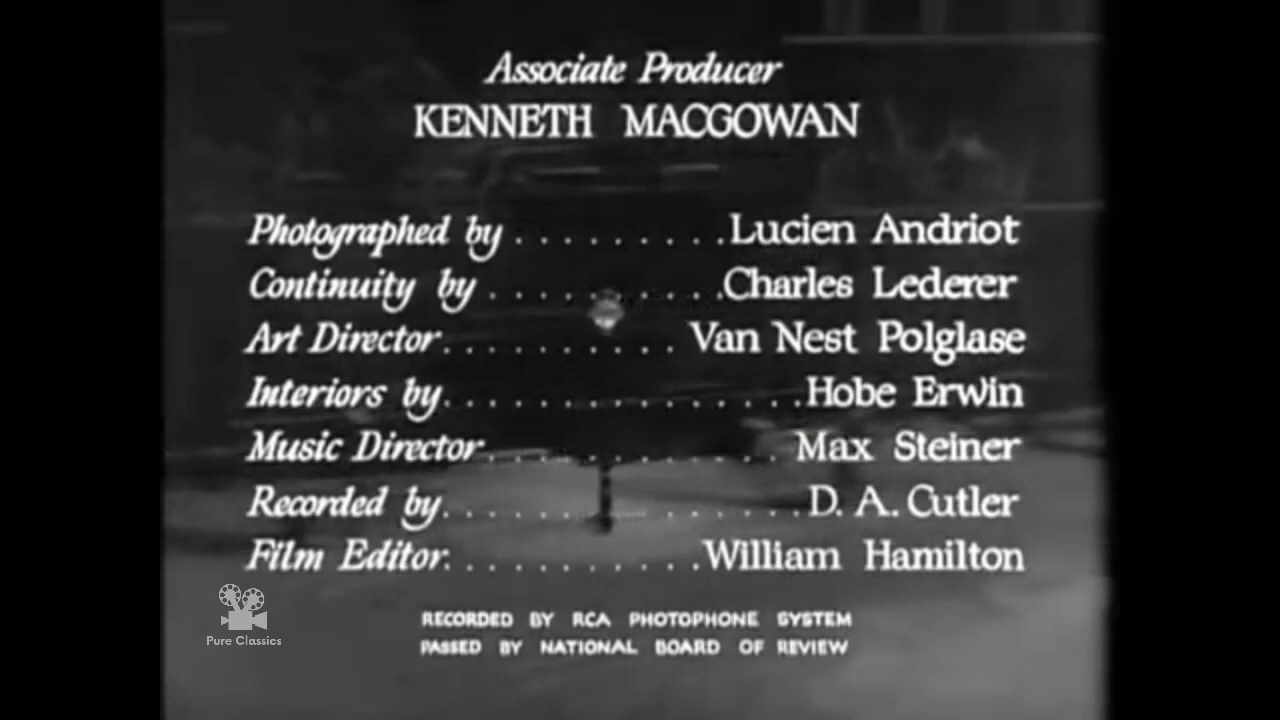 Associate Producer
KENNETH MACGOWAN
Photographed by . . . . . . . . . Lucien Andriot
Continuity by . . . . . . . . . . Charles Lederer
Art Director . . . . . . . . . . Van Nest Polglase
Interiors by . . . . . . . . . . . . . . . Hobe Erwin
Music Director . . . . . . . . . . . . Max Steiner
Recorded by . . . . . . . . . . . . . . . D. A. Cutler
Film Editor . . . . . . . . . . . William Hamilton
RECORDED BY RCA PHOTOPHONE SYSTEM
PASSED BY NATIONAL BOARD OF REVIEW
Pure Classics